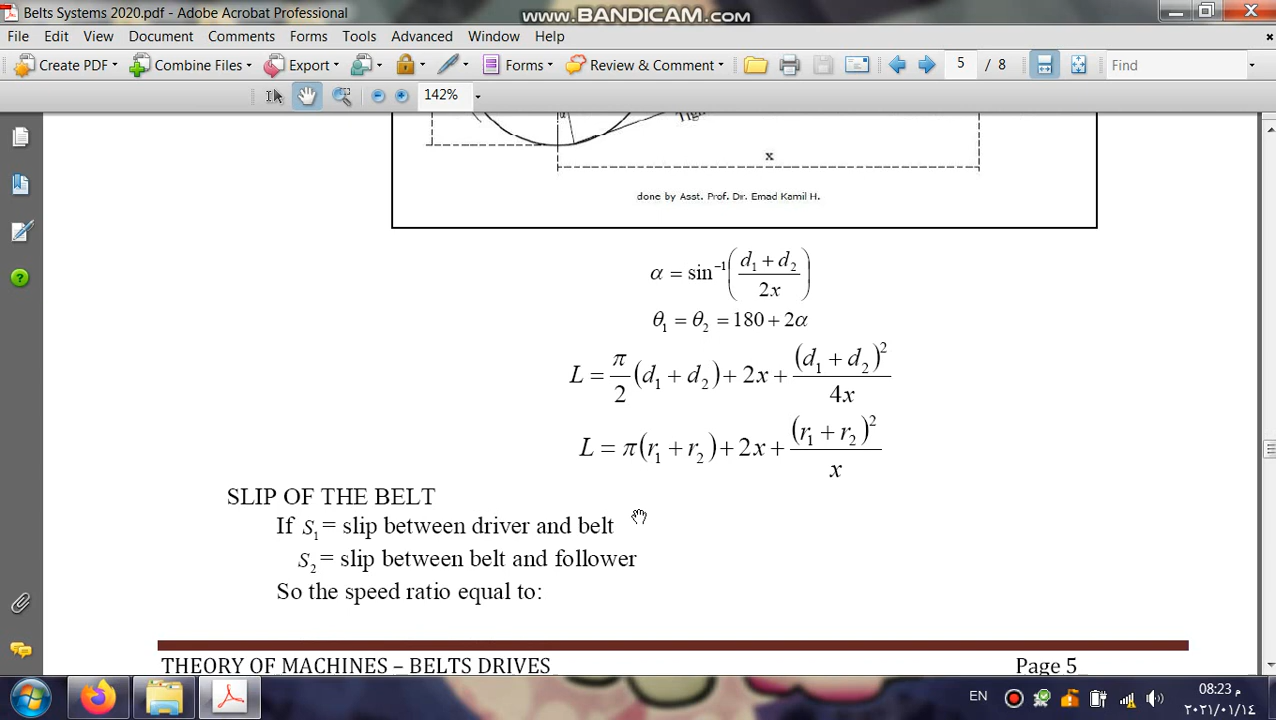 Belts Systems 2020.pdf - Adobe Acrobat Professional
www.BANDICAM.com
File Edit View Document Comments Forms Tools Advanced Window Help
Create PDF Combine Files Export Forms Review & Comment 5 / 8 Find
142%
x
done by Asst. Prof. Dr. Emad Kamil H.
α = sin⁻¹((d₁ + d₂)/2x)
θ₁ = θ₂ = 180 + 2α
L = π/2 (d₁ + d₂) + 2x + (d₁ + d₂)²/4x
L = π(r₁ + r₂) + 2x + (r₁ + r₂)²/x
SLIP OF THE BELT
If S₁= slip between driver and belt
S₂= slip between belt and follower
So the speed ratio equal to:
THEORY OF MACHINES – BELTS DRIVES Page 5
EN 08:23 م
٢٠٢١/٠١/١٤